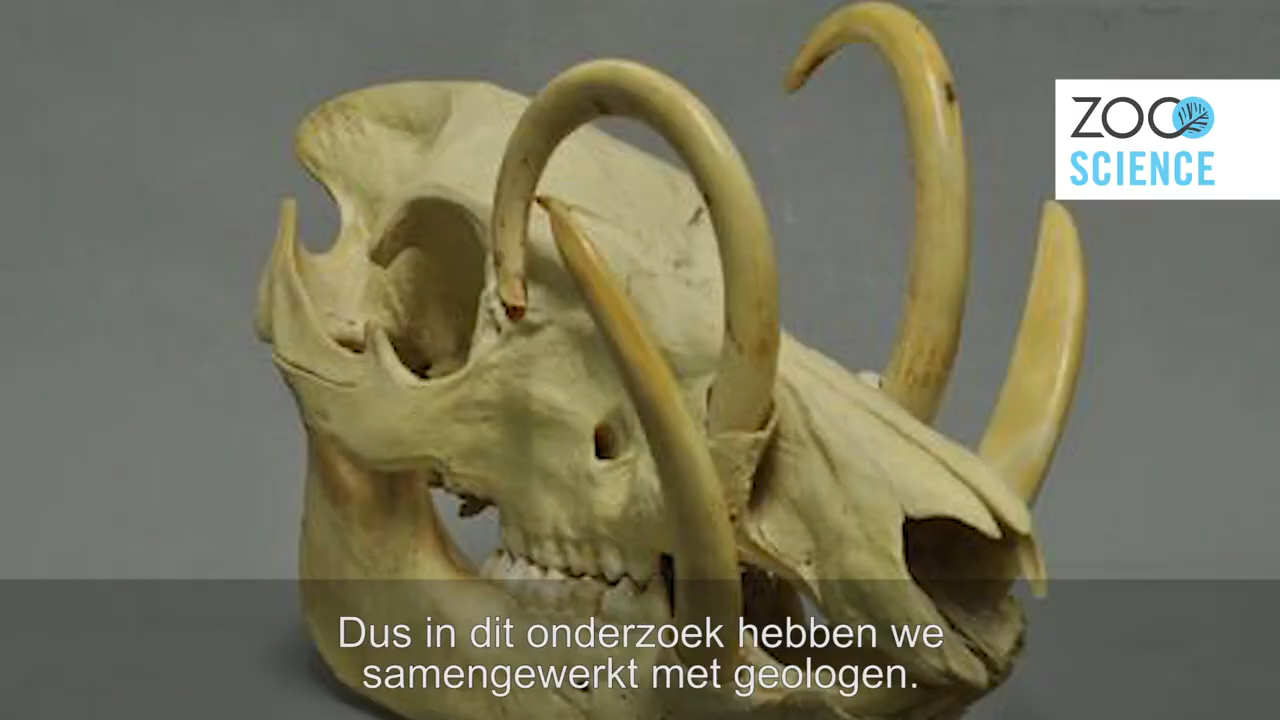 ZOO
SCIENCE
Dus in dit onderzoek hebben we
samengewerkt met geologen.